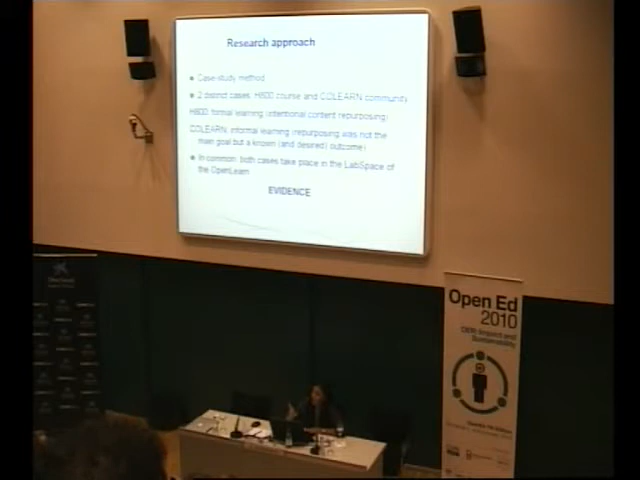 Research approach
Case-study method
2 distinct cases: H800 course and COLEARN community
H800: formal learning (intentional content repurposing)
COLEARN: informal learning (repurposing was not the
main goal but a known (and desired) outcome)
In common: both cases take place in the LabSpace of
the OpenLearn
EVIDENCE
Open Ed
2010
OER: Impact and
Sustainability